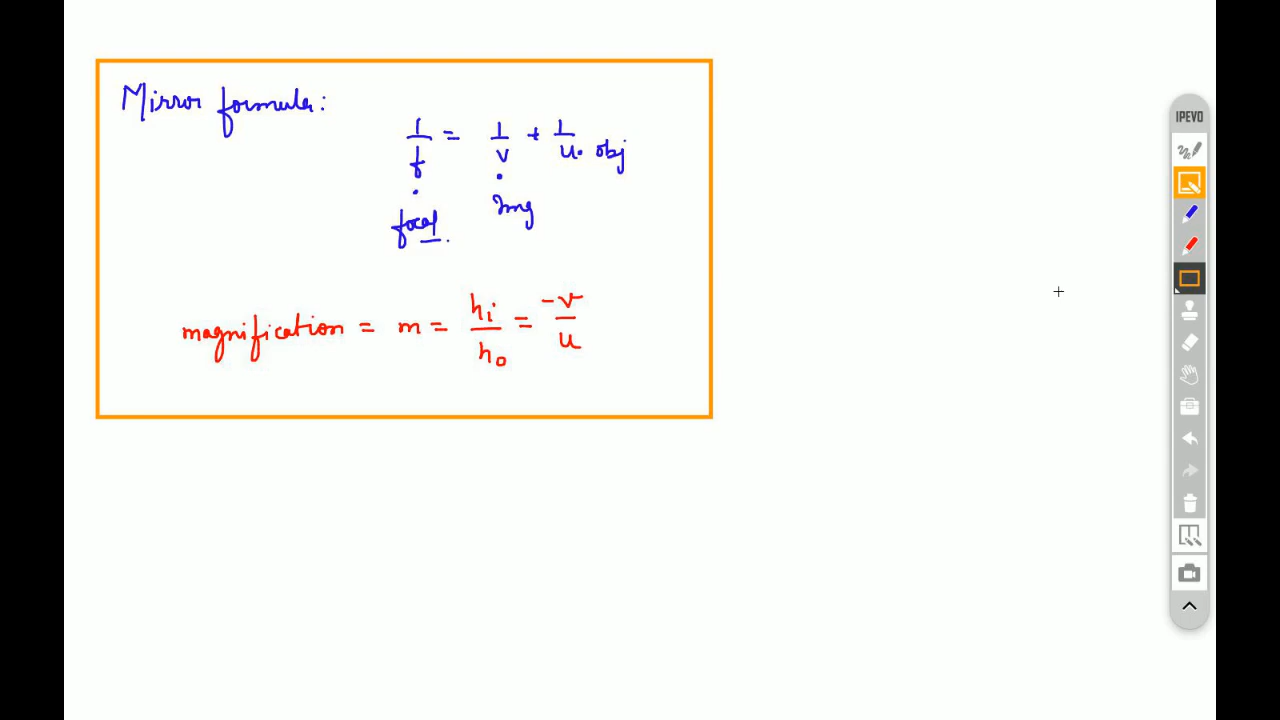 Mirror formula:
1/f = 1/v + 1/u. obj
focal. Img
magnification = m = hi/ho = -v/u
IPEVO